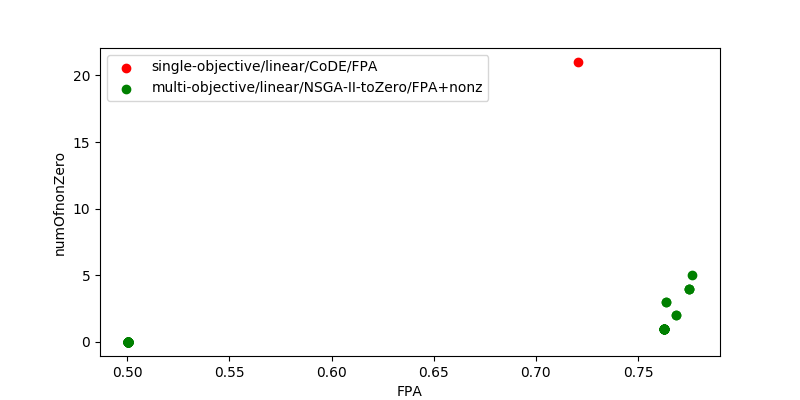 single-objective/linear/CoDE/FPA
multi-objective/linear/NSGA-II-toZero/FPA+nonz
20
15
10
5
0
numOfnonZero
0.50 0.55 0.60 0.65 0.70 0.75
FPA